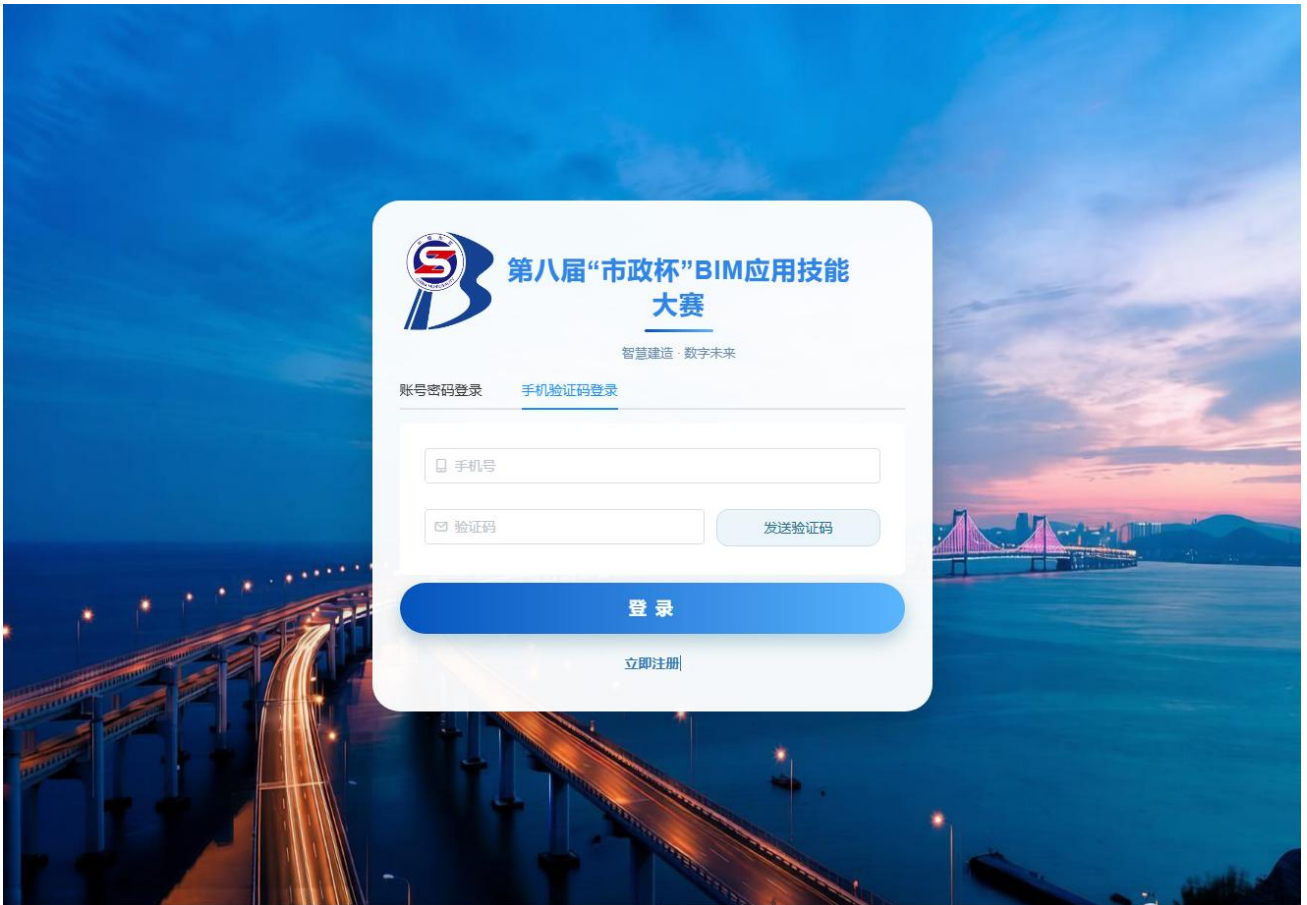 第八届“市政杯”BIM应用技能
大赛
智慧建造 · 数字未来
账号密码登录 手机验证码登录
手机号
验证码 发送验证码
登 录
立即注册